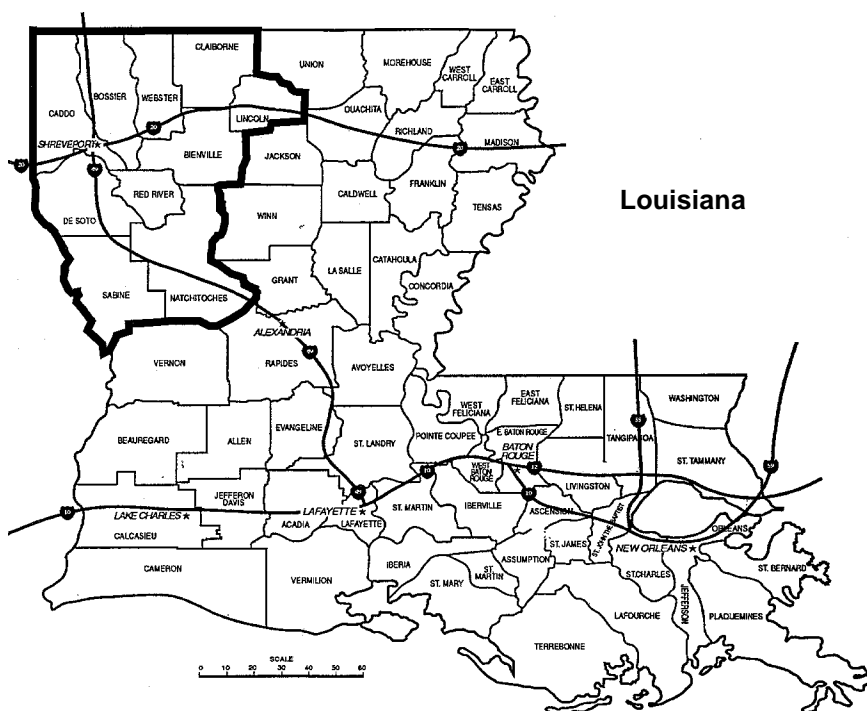 CLAIBORNE
UNION
MOREHOUSE
WEST
CARROLL
EAST
CARROLL
BOSSIER
WEBSTER
CADDO
LINCOLN
OUACHITA
RICHLAND
MADISON
SHREVEPORT
BIENVILLE
JACKSON
FRANKLIN
CALDWELL
TENSAS
RED RIVER
DE SOTO
WINN
Louisiana
CATAHOULA
LA SALLE
GRANT
CONCORDIA
SABINE
NATCHITOCHES
ALEXANDRIA
VERNON
RAPIDES
AVOYELLES
WEST
FELICIANA
EAST
FELICIANA
ST. HELENA
WASHINGTON
EVANGELINE
BEAUREGARD
ALLEN
ST. LANDRY
POINTE COUPEE
E. BATON ROUGE
BATON
ROUGE
TANGIPAHOA
ST. TAMMANY
WEST
BATON
ROUGE
LIVINGSTON
JEFFERON
DAVIS
LAKE CHARLES
LAFAYETTE
ACADIA
LAFAYETTE
ST. MARTIN
IBERVILLE
ASCENSION
ST. JOHN THE BAPTIST
ORLEANS
CALCASIEU
ST. JAMES
NEW ORLEANS
CAMERON
VERMILION
IBERIA
ST. MARY
ST.
MARTIN
ASSUMPTION
ST. CHARLES
ST. BERNARD
JEFFERSON
LAFOURCHE
PLAQUEMINES
TERREBONNE
SCALE
0 10 20 30 40 50 60